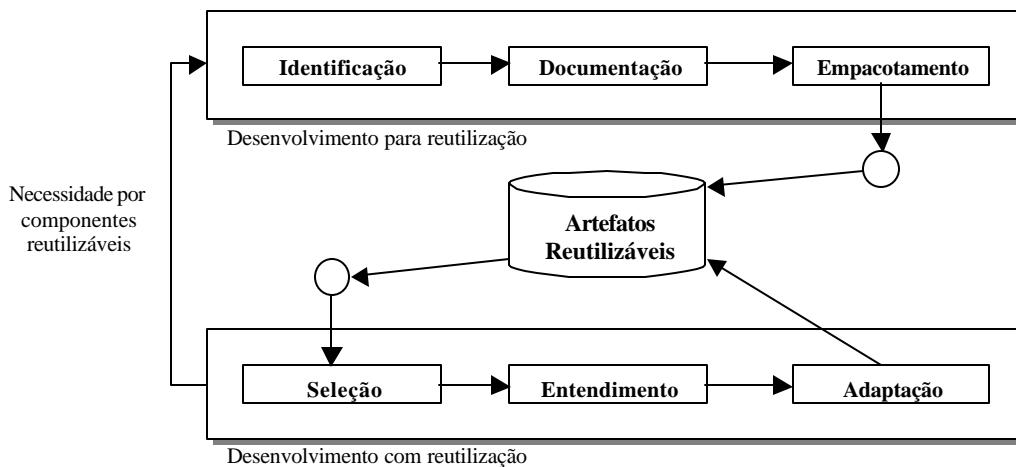 Identificação
Documentação
Empacotamento
Desenvolvimento para reutilização
Necessidade por
componentes
reutilizáveis
Artefatos
Reutilizáveis
Seleção
Entendimento
Adaptação
Desenvolvimento com reutilização